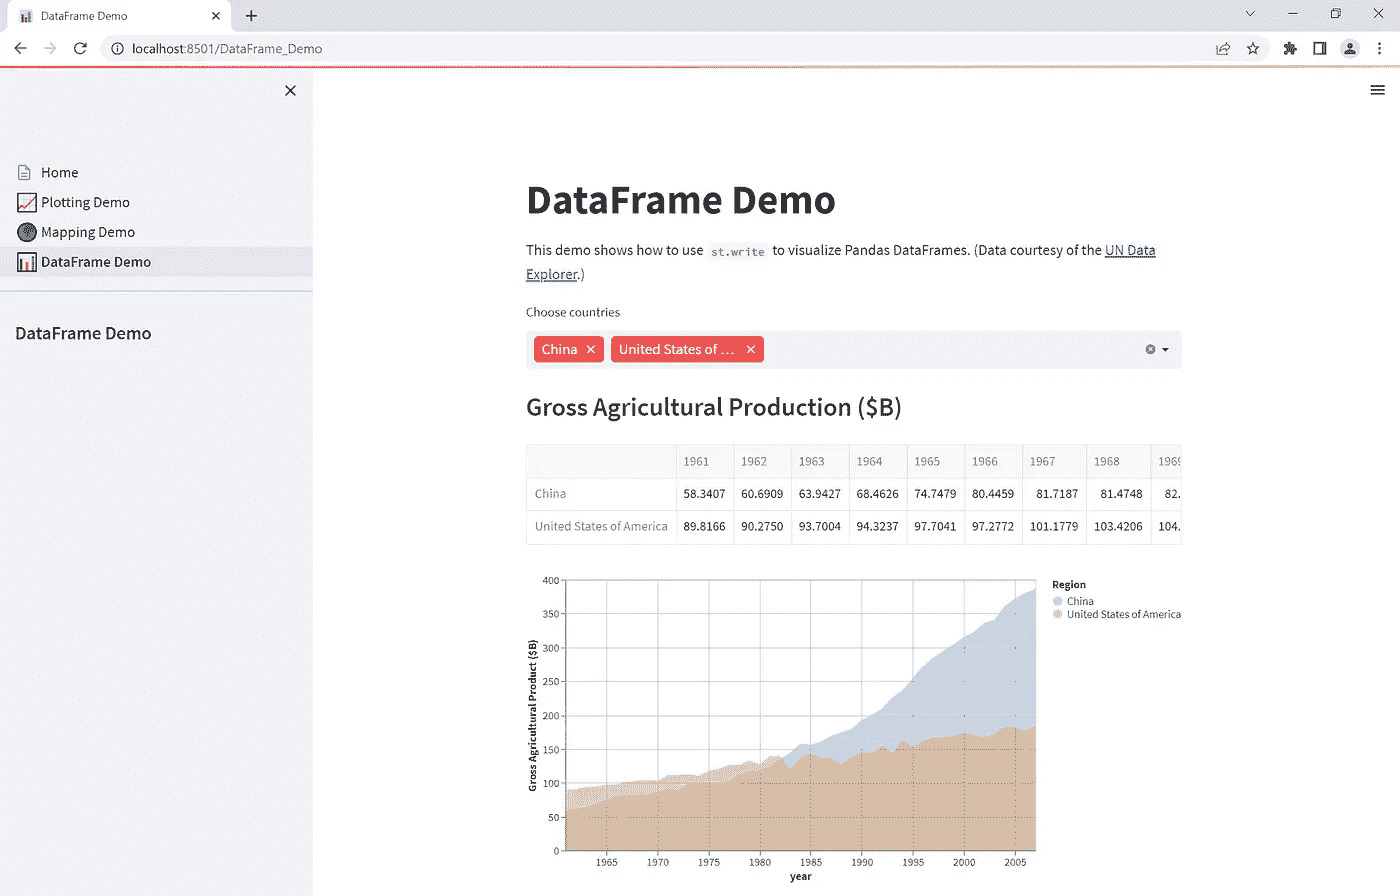 DataFrame Demo
localhost:8501/DataFrame_Demo
Home
Plotting Demo
Mapping Demo
DataFrame Demo
DataFrame Demo
DataFrame Demo
This demo shows how to use st.write to visualize Pandas DataFrames. (Data courtesy of the UN Data
Explorer.)
Choose countries
China United States of ...
Gross Agricultural Production ($B)
1961 1962 1963 1964 1965 1966 1967 1968 1969
China 58.3407 60.6909 63.9427 68.4626 74.7479 80.4459 81.7187 81.4748 82.
United States of America 89.8166 90.2750 93.7004 94.3237 97.7041 97.2772 101.1779 103.4206 104.
Gross Agricultural Product ($B)
400
350
300
250
200
150
100
50
0
1965 1970 1975 1980 1985 1990 1995 2000 2005
year
Region
China
United States of America